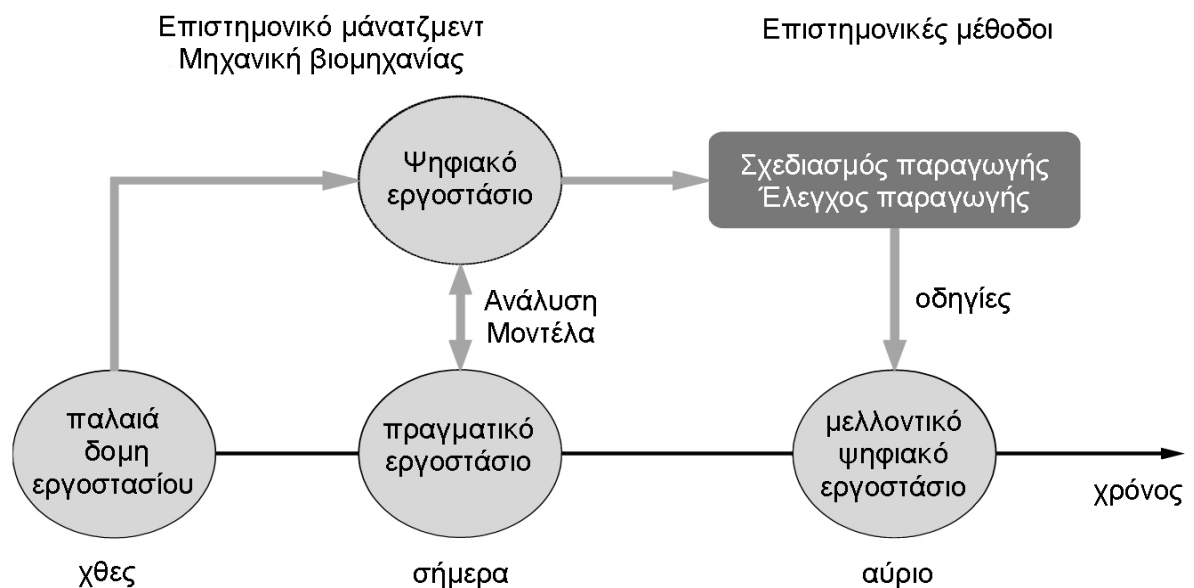 Επιστημονικό μάνατζμεντ
Μηχανική βιομηχανίας
Επιστημονικές μέθοδοι
Ψηφιακό
εργοστάσιο
Σχεδιασμός παραγωγής
Έλεγχος παραγωγής
Ανάλυση
Μοντέλα
οδηγίες
παλαιά
δομη
εργοστασίου
πραγματικό
εργοστάσιο
μελλοντικό
ψηφιακό
εργοστάσιο
χρόνος
χθες
σήμερα
αύριο